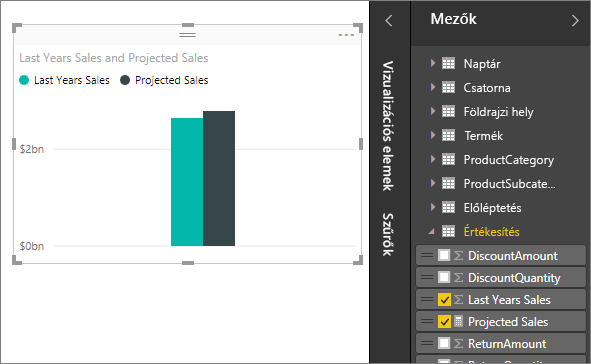 Last Years Sales and Projected Sales
Last Years Sales
Projected Sales
$2bn
$0bn
Vizualizációs elemek
Szűrők
Mezők
Naptár
Csatorna
Földrajzi hely
Termék
ProductCategory
ProductSubcate...
Előléptetés
Értékesítés
DiscountAmount
DiscountQuantity
Last Years Sales
Projected Sales
ReturnAmount